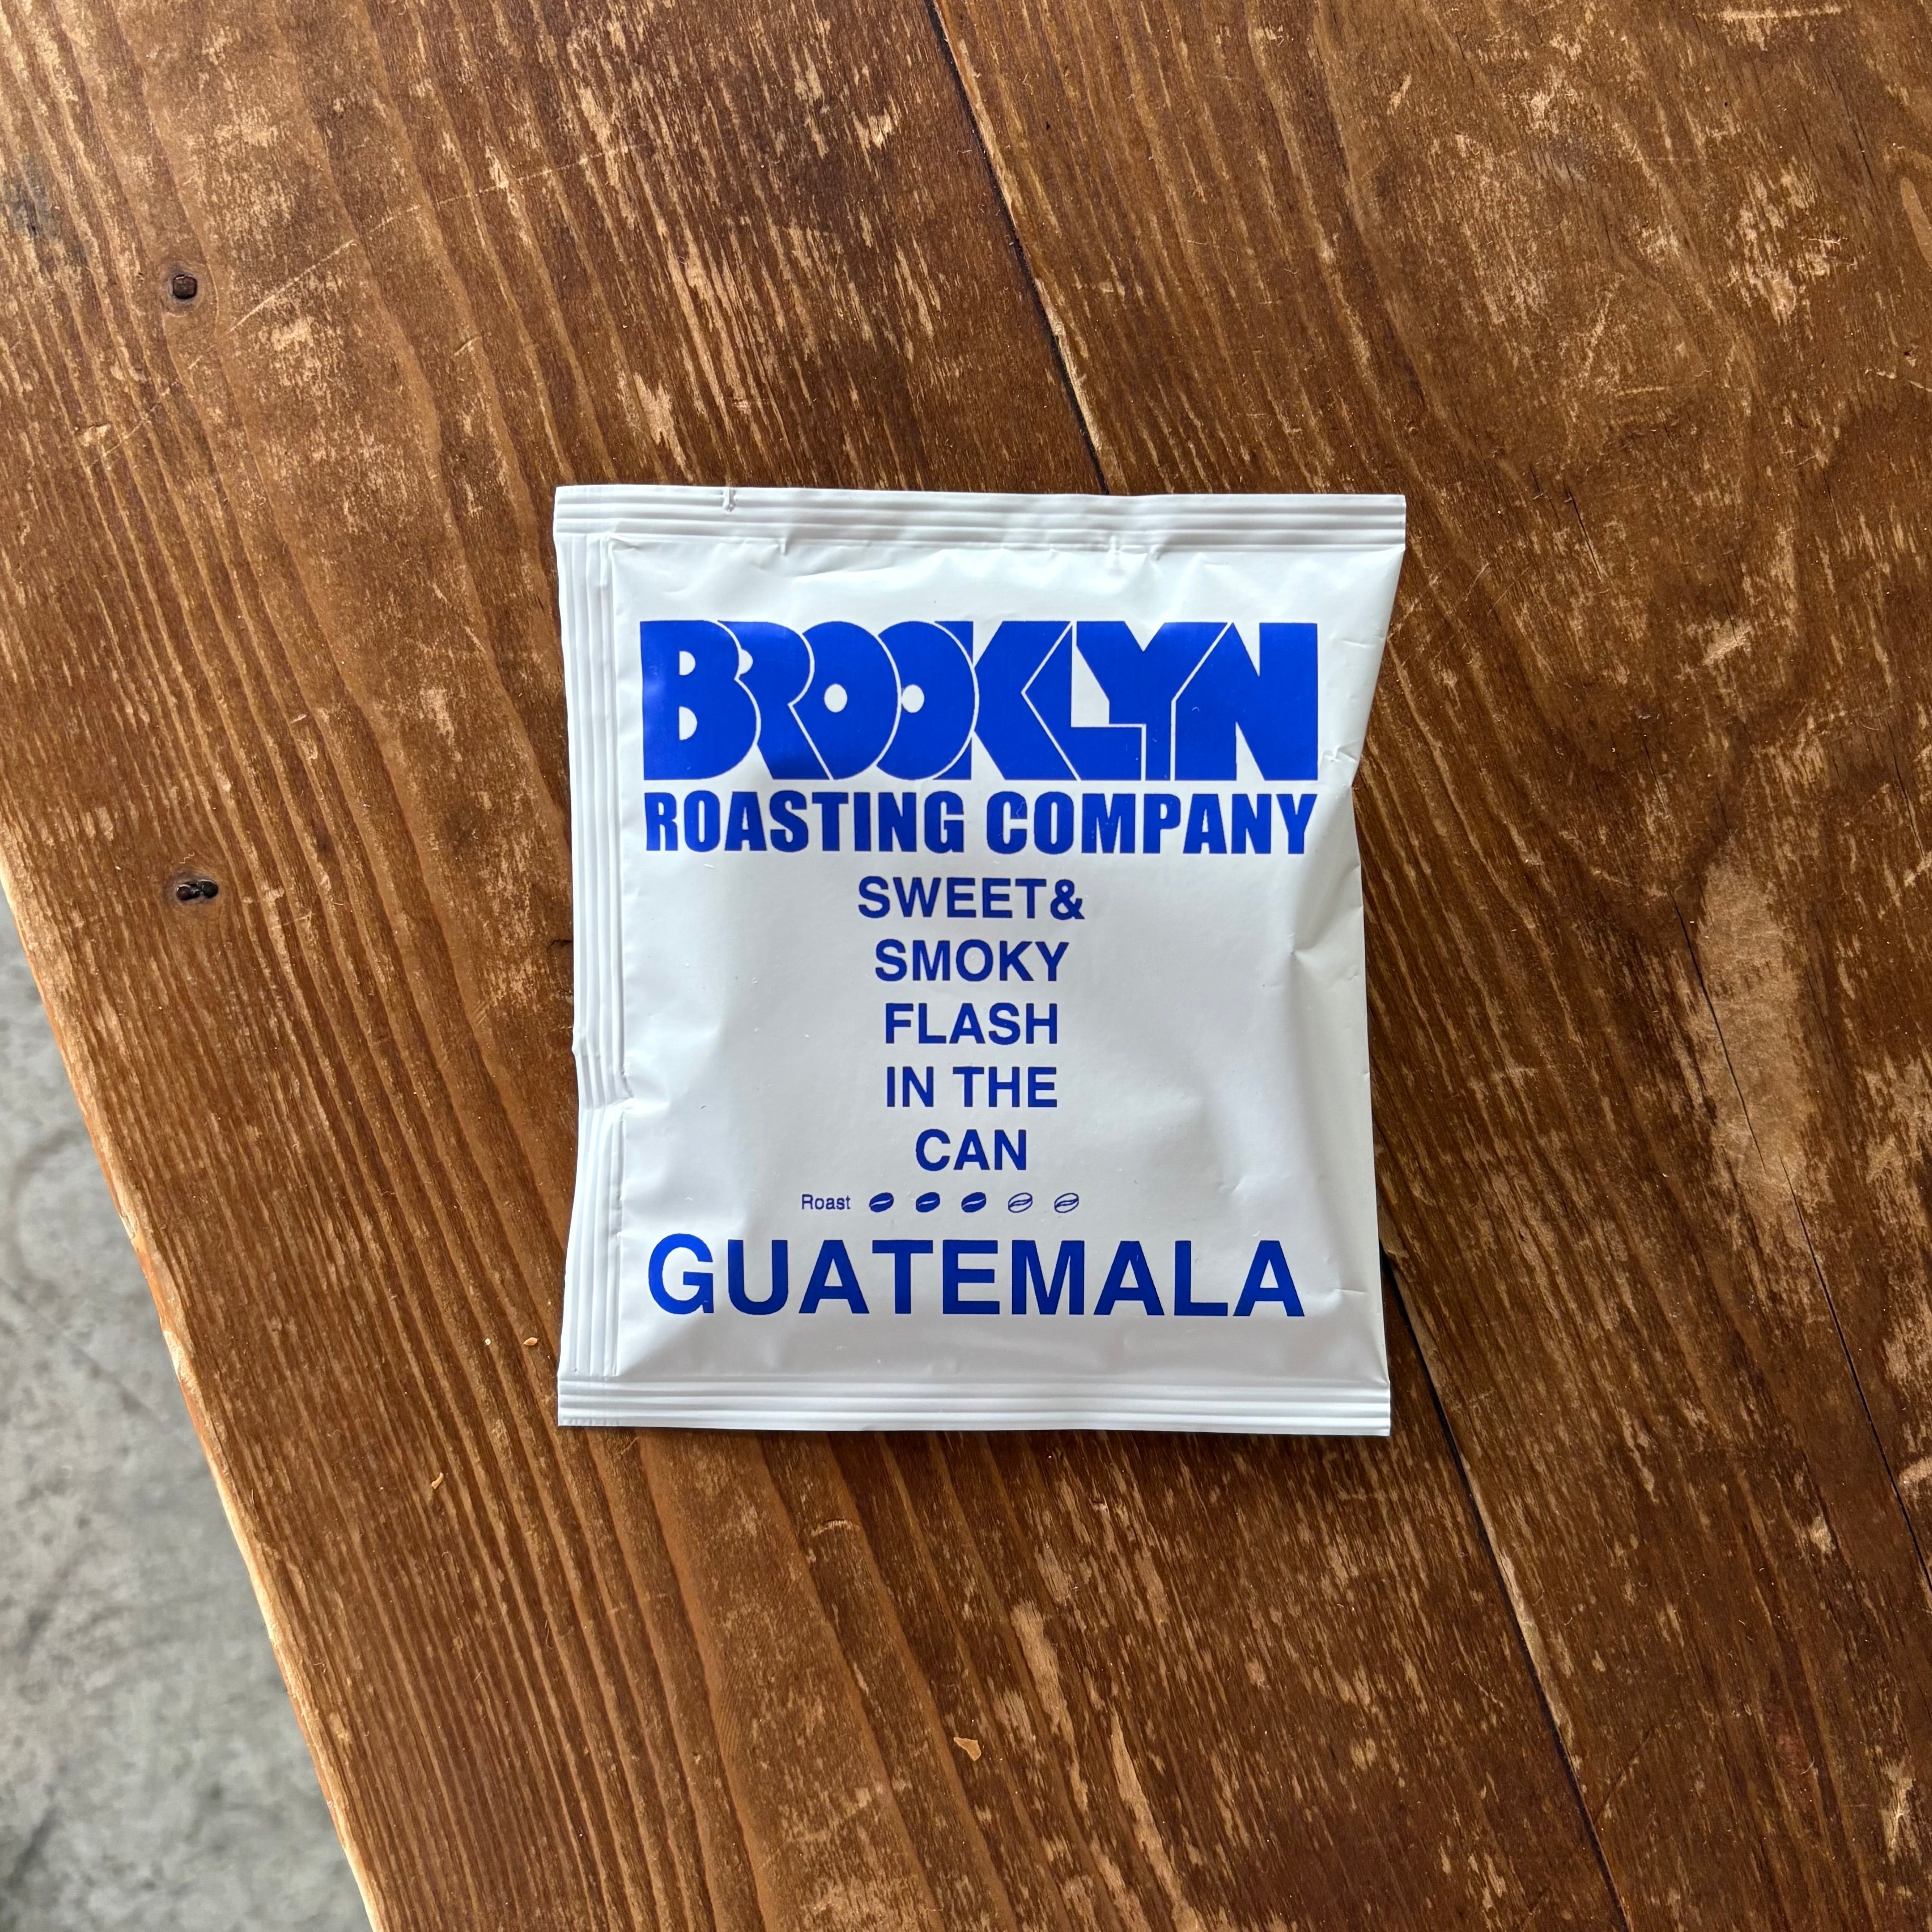 BROOKLYN
ROASTING COMPANY
SWEET&
SMOKY
FLASH
IN THE
CAN
Roast
GUATEMALA